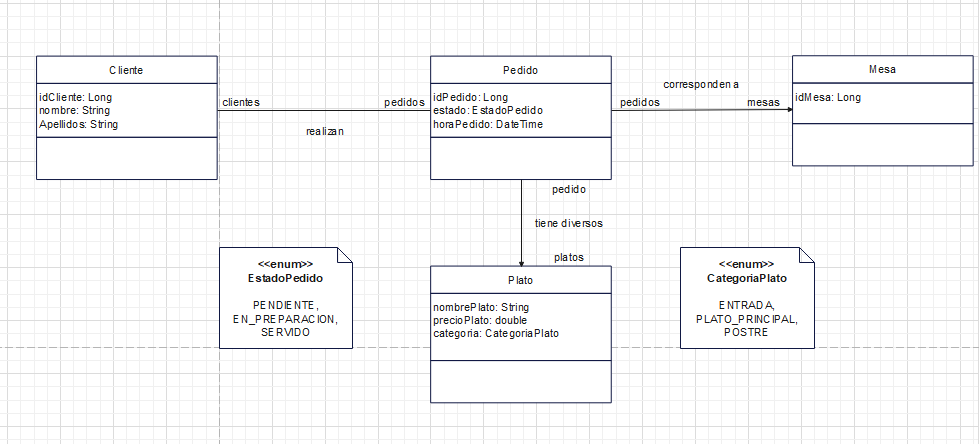 Cliente
idCliente: Long
nombre: String
Apellidos: String
clientes
realizan
pedidos
Pedido
idPedido: Long
estado: EstadoPedido
horaPedido: DateTime
corresponden a
pedidos
mesas
Mesa
idMesa: Long
pedido
tiene diversos
platos
<<enum>>
EstadoPedido
PENDIENTE,
EN_PREPARACION,
SERVIDO
Plato
nombrePlato: String
precioPlato: double
categoria: CategoriaPlato
<<enum>>
CategoriaPlato
ENTRADA,
PLATO_PRINCIPAL,
POSTRE